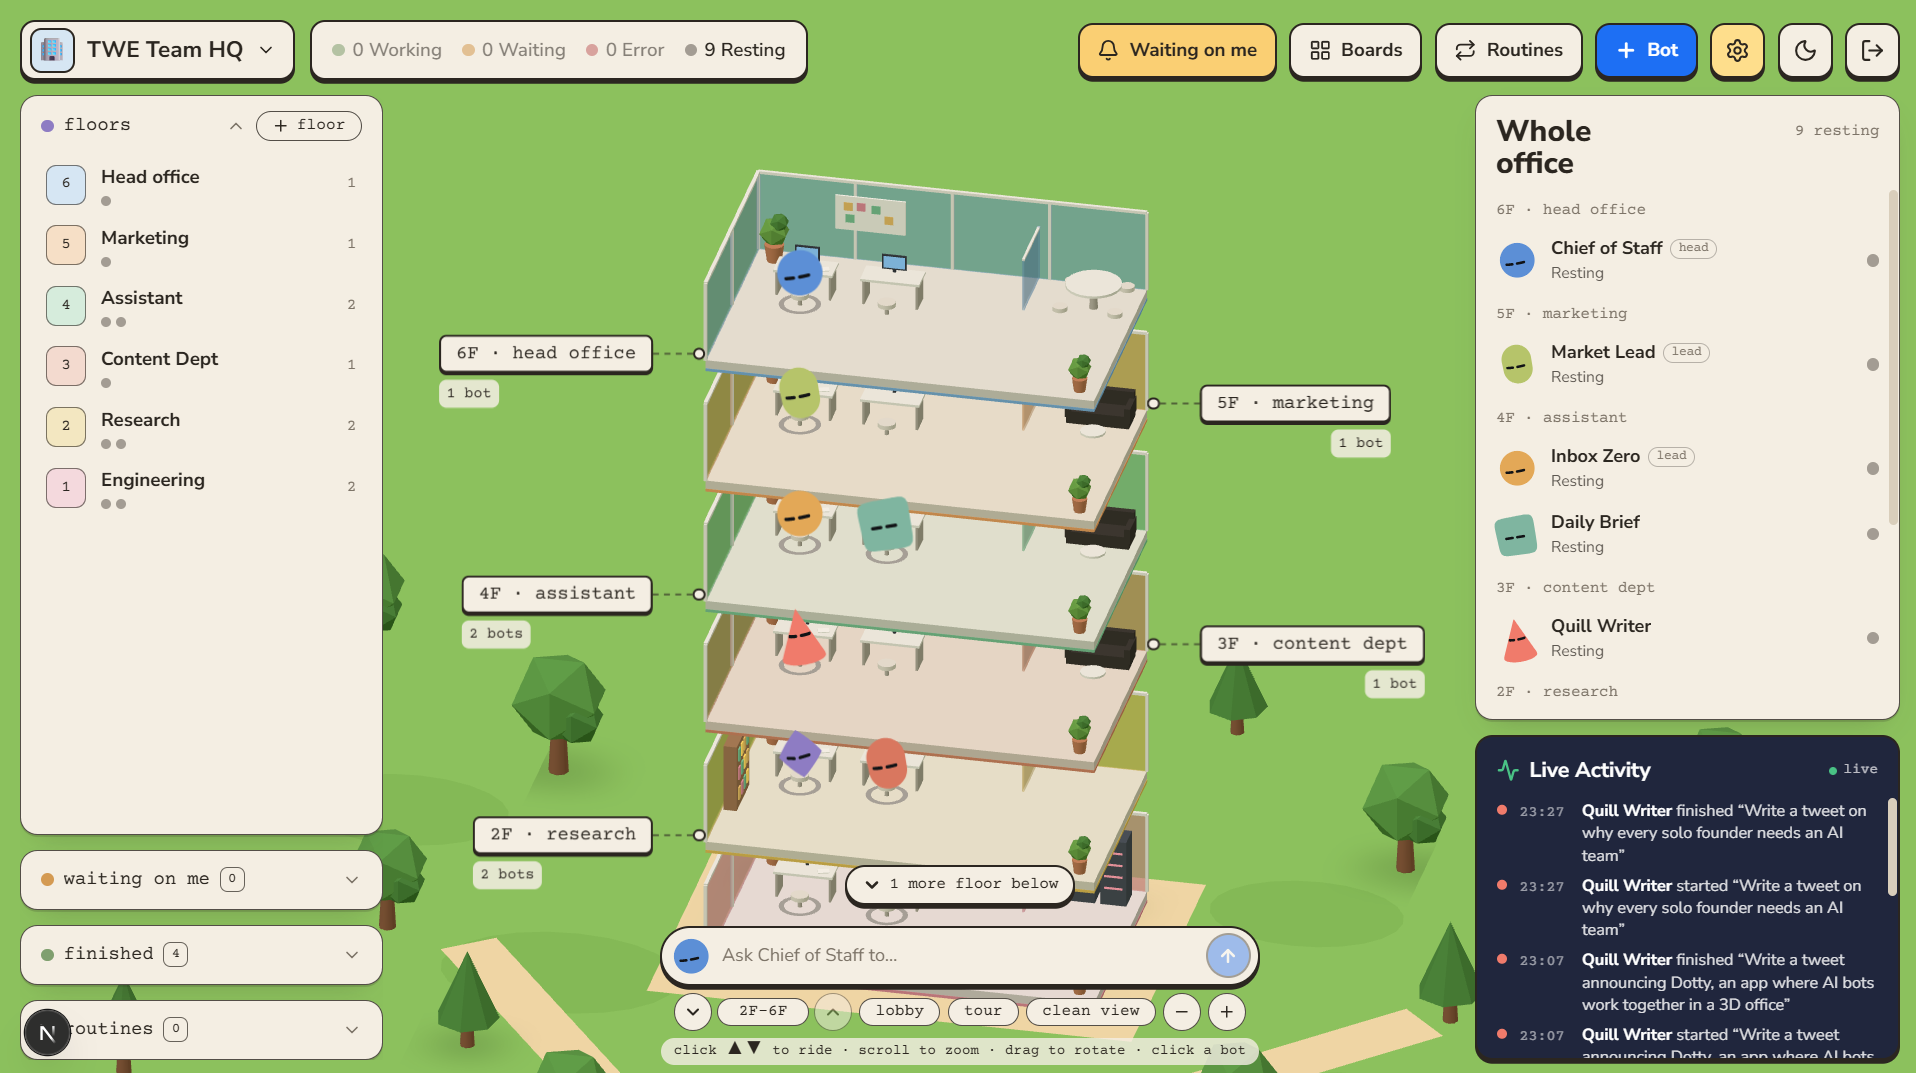 TWE Team HQ
0 Working 0 Waiting 0 Error 9 Resting
Waiting on me
Boards
Routines
+ Bot
floors
+ floor
6 Head office 1
5 Marketing 1
4 Assistant 2
3 Content Dept 1
2 Research 2
1 Engineering 2
waiting on me 0
finished 4
routines 0
N
6F · head office
1 bot
5F · marketing
1 bot
4F · assistant
2 bots
3F · content dept
1 bot
2F · research
2 bots
1 more floor below
Ask Chief of Staff to...
2F-6F
lobby
tour
clean view
− +
click ▲▼ to ride · scroll to zoom · drag to rotate · click a bot
Whole
office
9 resting
6F · head office
Chief of Staff head
Resting
5F · marketing
Market Lead lead
Resting
4F · assistant
Inbox Zero lead
Resting
Daily Brief
Resting
3F · content dept
Quill Writer
Resting
2F · research
Live Activity
live
23:27 Quill Writer finished “Write a tweet on
why every solo founder needs an AI
team”
23:27 Quill Writer started “Write a tweet on
why every solo founder needs an AI
team”
23:07 Quill Writer finished “Write a tweet
announcing Dotty, an app where AI bots
work together in a 3D office”
23:07 Quill Writer started “Write a tweet
announcing Dotty, an app where AI bots